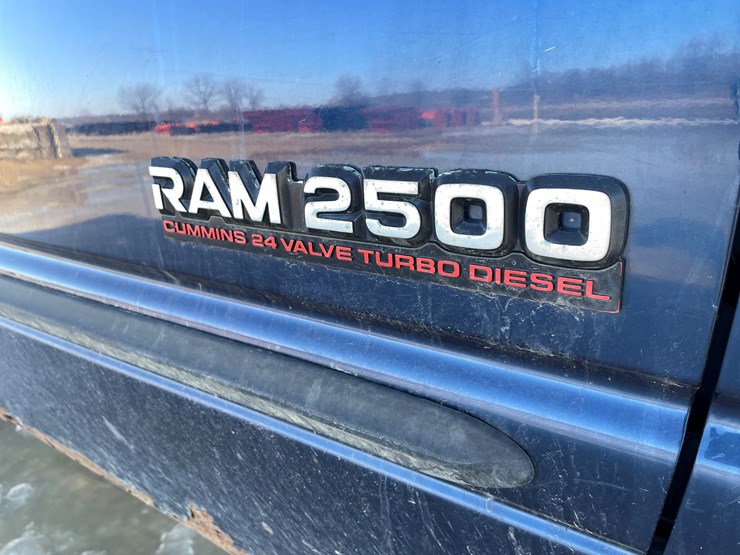 RAM 2500
CUMMINS 24 VALVE TURBO DIESEL